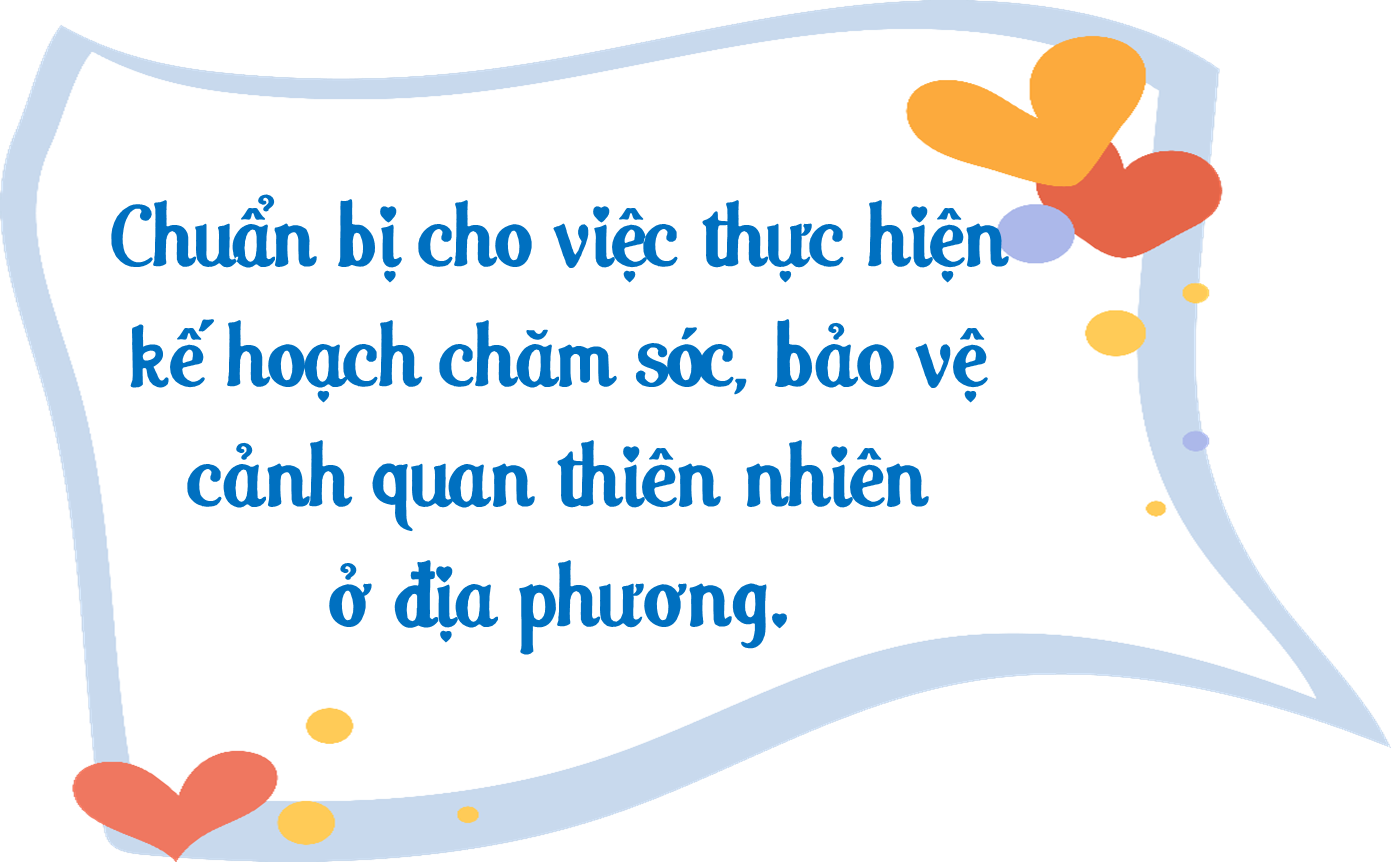 Chuẩn bị cho việc thực hiện
kế hoạch chăm sóc, bảo vệ
cảnh quan thiên nhiên
ở địa phương.